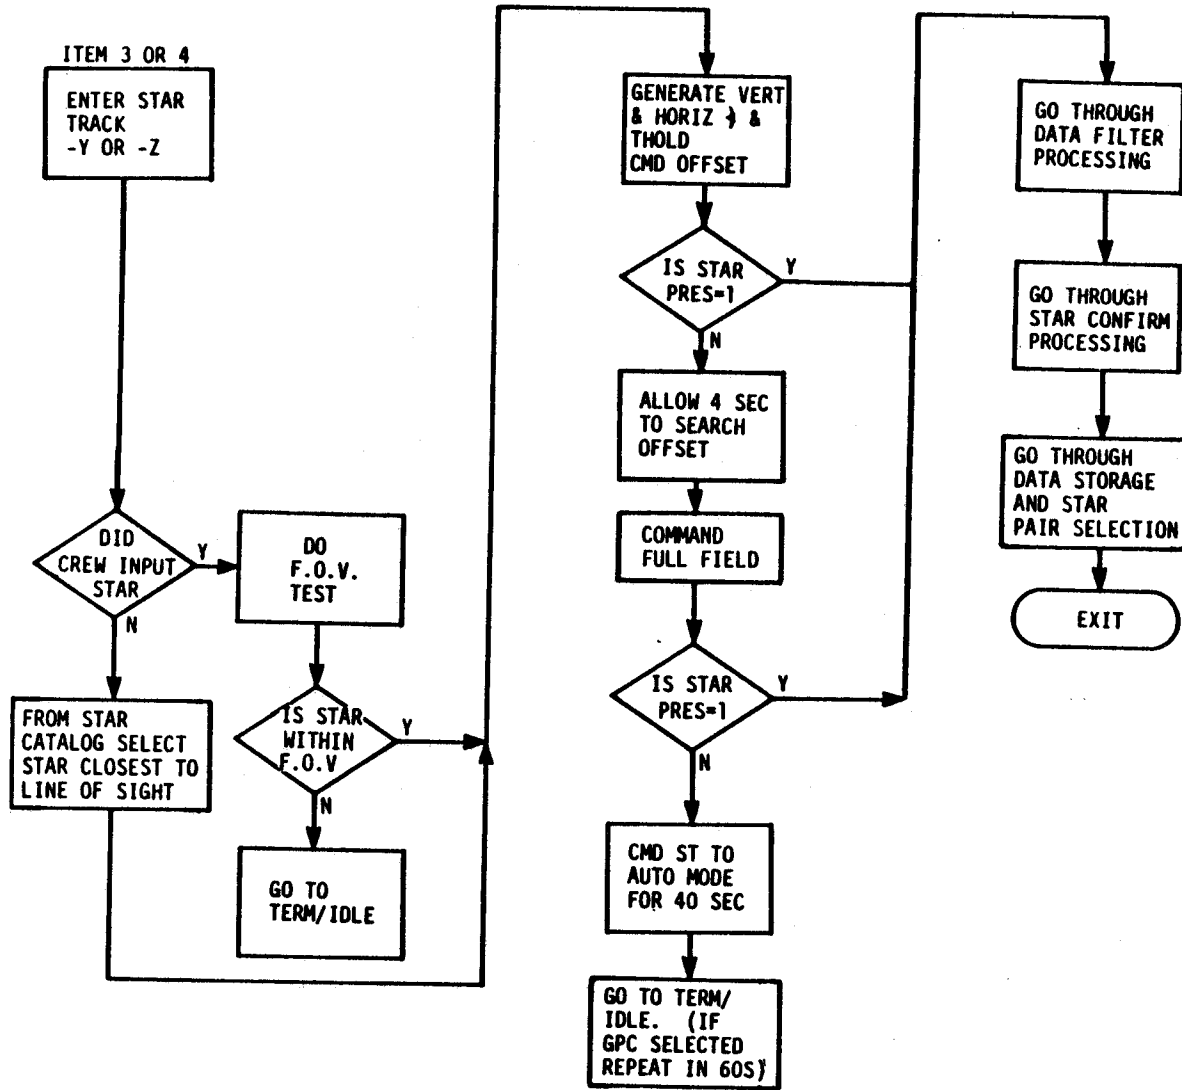 ITEM 3 OR 4
ENTER STAR
TRACK
-Y OR -Z
DID
CREW INPUT
STAR
Y
N
DO
F.O.V.
TEST
FROM STAR
CATALOG SELECT
STAR CLOSEST TO
LINE OF SIGHT
IS STAR
WITHIN
F.O.V
Y
N
GO TO
TERM/IDLE
GENERATE VERT
& HORIZ &
THOLD
CMD OFFSET
IS STAR
PRES=1
Y
N
ALLOW 4 SEC
TO SEARCH
OFFSET
COMMAND
FULL FIELD
IS STAR
PRES=1
Y
N
CMD ST TO
AUTO MODE
FOR 40 SEC
GO TO TERM/
IDLE. (IF
GPC SELECTED
REPEAT IN 60S)
GO THROUGH
DATA FILTER
PROCESSING
GO THROUGH
STAR CONFIRM
PROCESSING
GO THROUGH
DATA STORAGE
AND STAR
PAIR SELECTION
EXIT